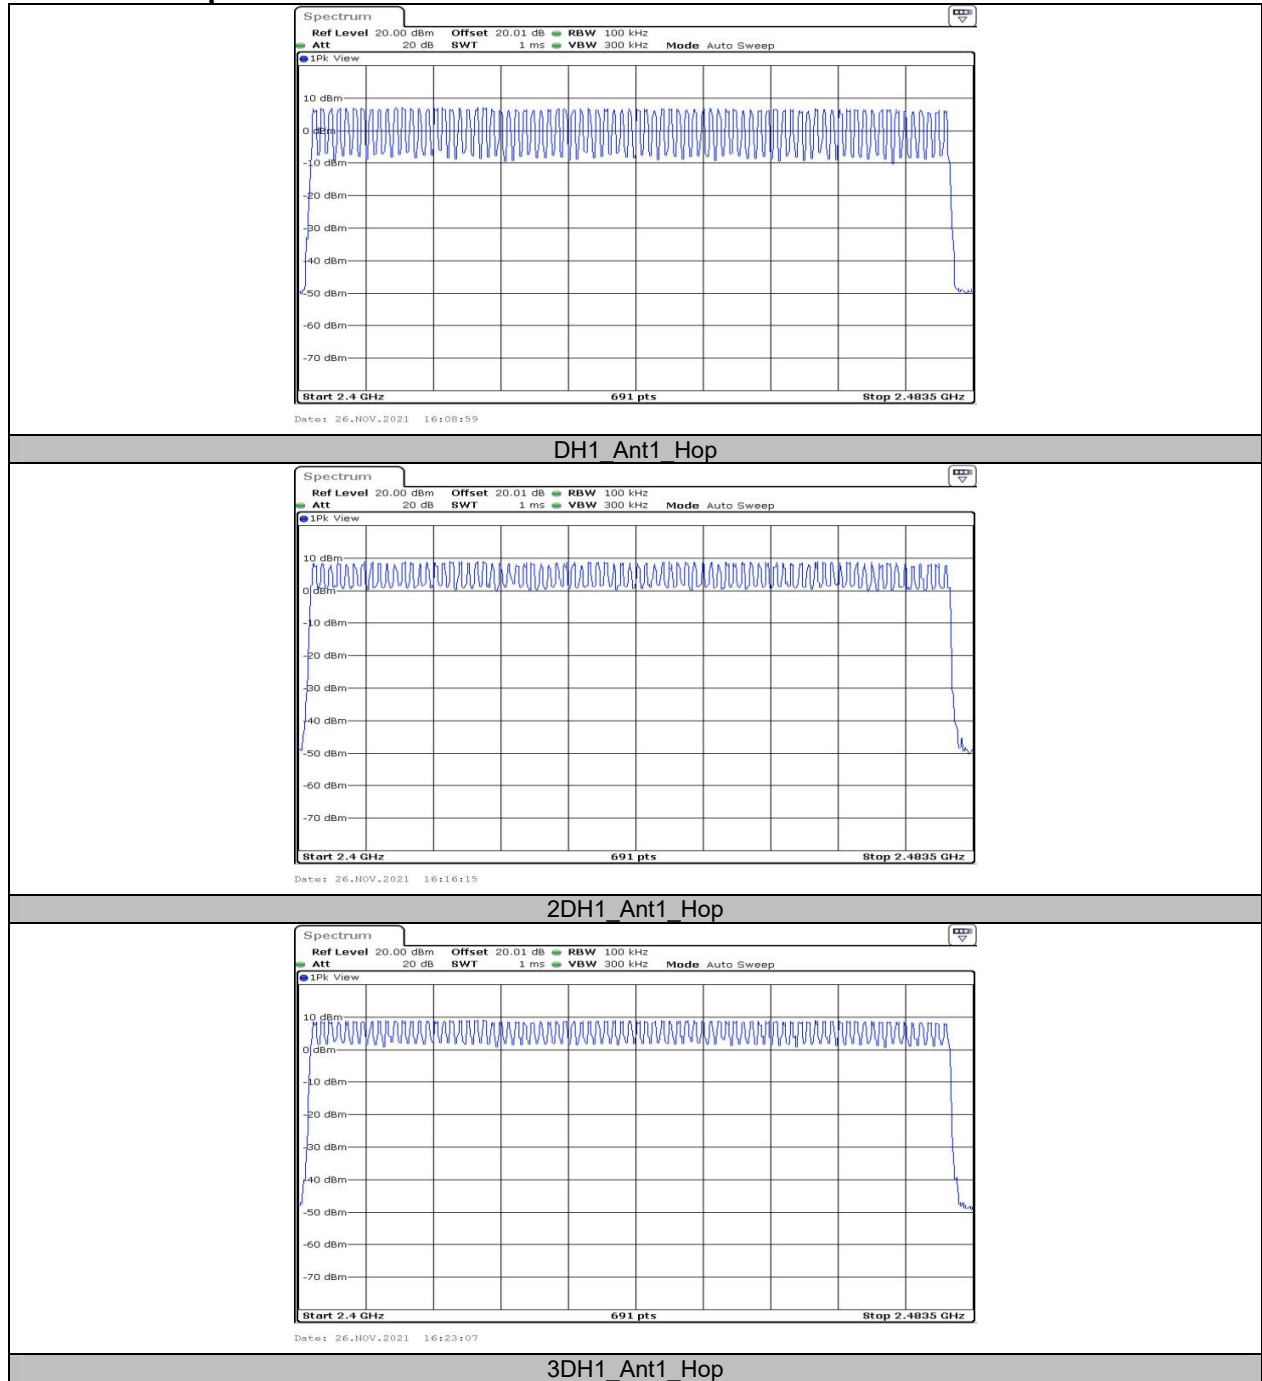 Spectrum
Ref Level 20.00 dBm Offset 20.01 dB RBW 100 kHz
Att 20 dB SWT 1 ms VBW 300 kHz Mode Auto Sweep
1Pk View
10 dBm
0 dBm
-10 dBm
-20 dBm
-30 dBm
-40 dBm
-50 dBm
-60 dBm
-70 dBm
Start 2.4 GHz 691 pts Stop 2.4835 GHz
Date: 26.NOV.2021 16:08:59
DH1_Ant1_Hop
Spectrum
Ref Level 20.00 dBm Offset 20.01 dB RBW 100 kHz
Att 20 dB SWT 1 ms VBW 300 kHz Mode Auto Sweep
1Pk View
10 dBm
0 dBm
-10 dBm
-20 dBm
-30 dBm
-40 dBm
-50 dBm
-60 dBm
-70 dBm
Start 2.4 GHz 691 pts Stop 2.4835 GHz
Date: 26.NOV.2021 16:16:15
2DH1_Ant1_Hop
Spectrum
Ref Level 20.00 dBm Offset 20.01 dB RBW 100 kHz
Att 20 dB SWT 1 ms VBW 300 kHz Mode Auto Sweep
1Pk View
10 dBm
0 dBm
-10 dBm
-20 dBm
-30 dBm
-40 dBm
-50 dBm
-60 dBm
-70 dBm
Start 2.4 GHz 691 pts Stop 2.4835 GHz
Date: 26.NOV.2021 16:23:07
3DH1_Ant1_Hop